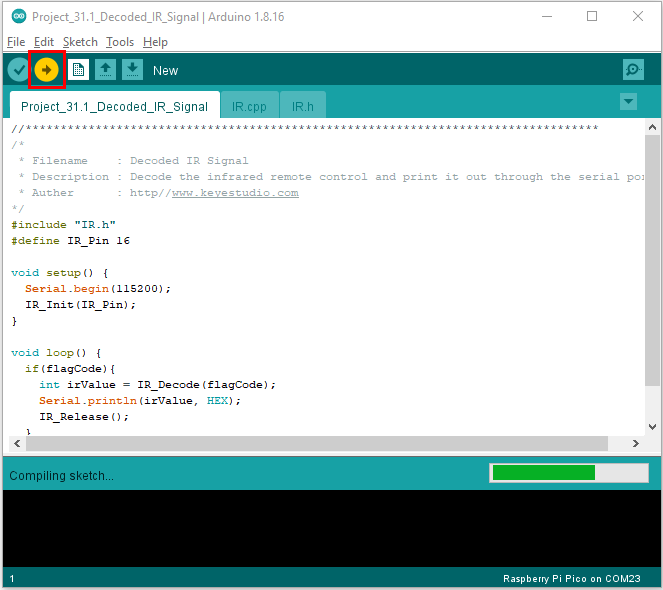 Project_31.1_Decoded_IR_Signal | Arduino 1.8.16
File Edit Sketch Tools Help
New
Project_31.1_Decoded_IR_Signal IR.cpp IR.h
//**********************************************************************************
/*
 * Filename    : Decoded IR Signal
 * Description : Decode the infrared remote control and print it out through the serial por
 * Auther      : http//www.keyestudio.com
*/
#include "IR.h"
#define IR_Pin 16
void setup() {
  Serial.begin(115200);
  IR_Init(IR_Pin);
}
void loop() {
  if(flagCode){
    int irValue = IR_Decode(flagCode);
    Serial.println(irValue, HEX);
    IR_Release();
  }
Compiling sketch...
1 Raspberry Pi Pico on COM23